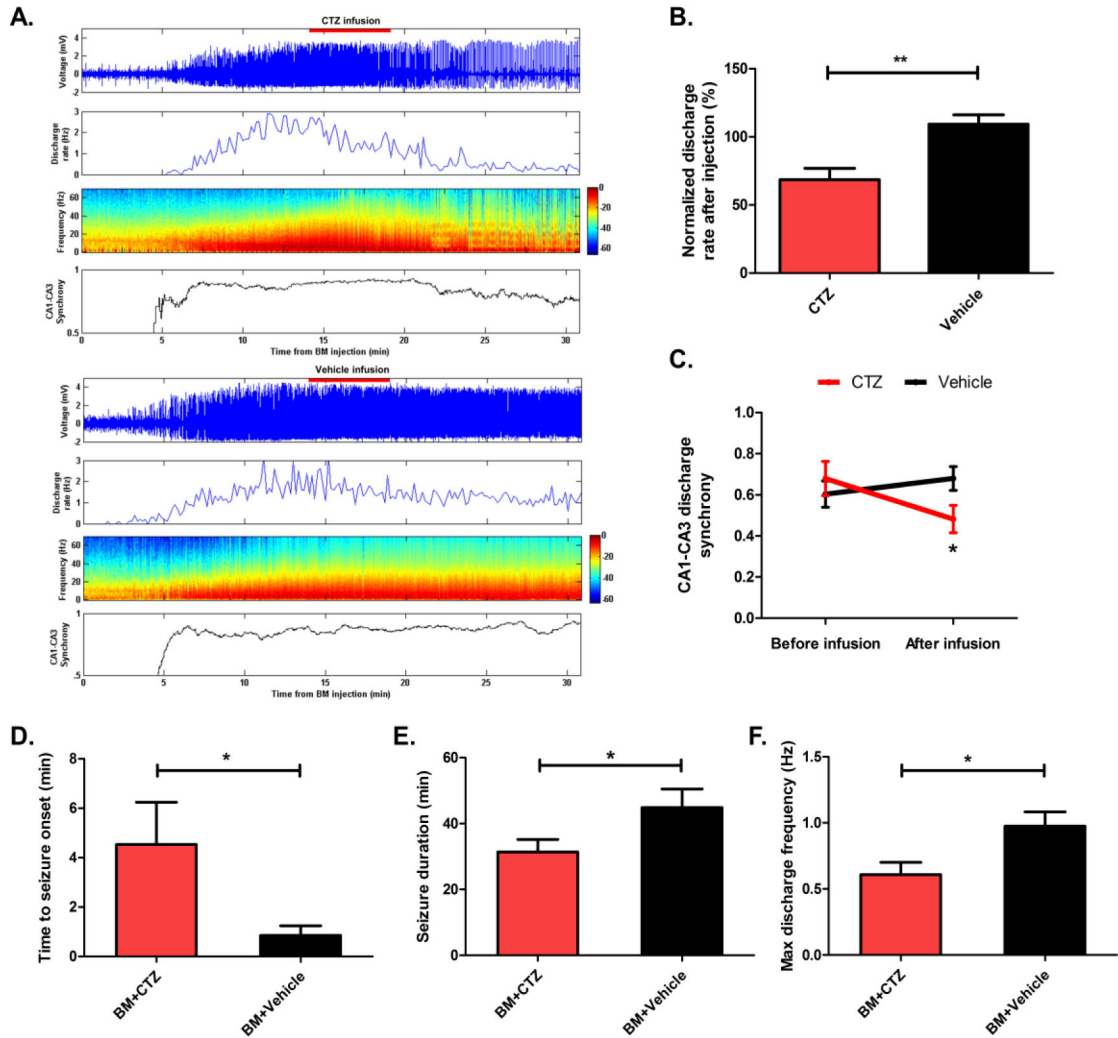 A.
CTZ infusion
Voltage (mV)
4
2
0
-2
Discharge
rate (Hz)
3
2
1
0
Frequency (Hz)
60
40
20
0
0
-20
-40
-60
CA1-CA3
Synchrony
1
0.5
0 5 10 15 20 25 30
Time from BM injection (min)
Vehicle infusion
Voltage (mV)
4
2
0
-2
Discharge
rate (Hz)
3
2
1
0
Frequency (Hz)
60
40
20
0
0
-20
-40
-60
CA1-CA3
Synchrony
1
.5
0 5 10 15 20 25 30
Time from BM injection (min)
B.
Normalized discharge
rate after injection (%)
150
100
50
0
**
CTZ Vehicle
C.
CTZ Vehicle
CA1-CA3 discharge
synchrony
1.0
0.8
0.6
0.4
0.2
0.0
*
Before infusion After infusion
D.
Time to seizure onset (min)
8
6
4
2
0
*
BM+CTZ BM+Vehicle
E.
Seizure duration (min)
60
40
20
0
*
BM+CTZ BM+Vehicle
F.
Max discharge frequency (Hz)
1.5
1.0
0.5
0.0
*
BM+CTZ BM+Vehicle